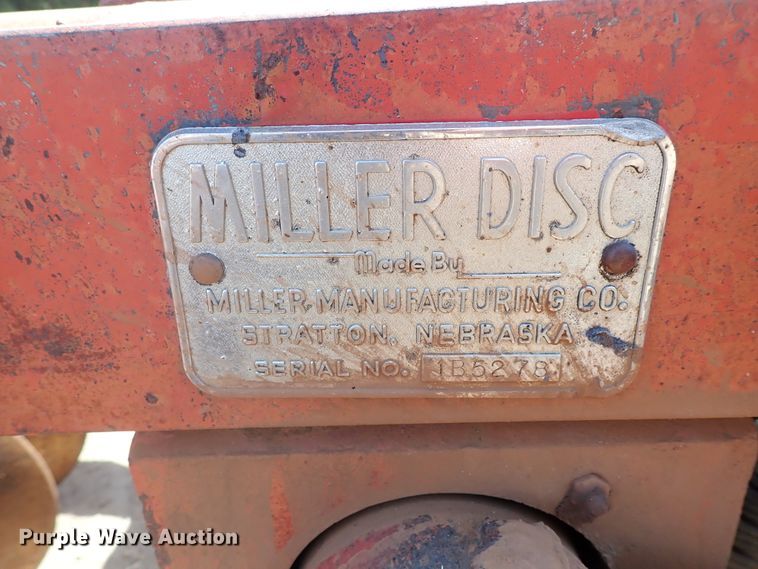 MILLER DISC
Made By
MILLER MANUFACTURING CO.
STRATTON, NEBRASKA
SERIAL NO. 1B5278
Purple Wave Auction®